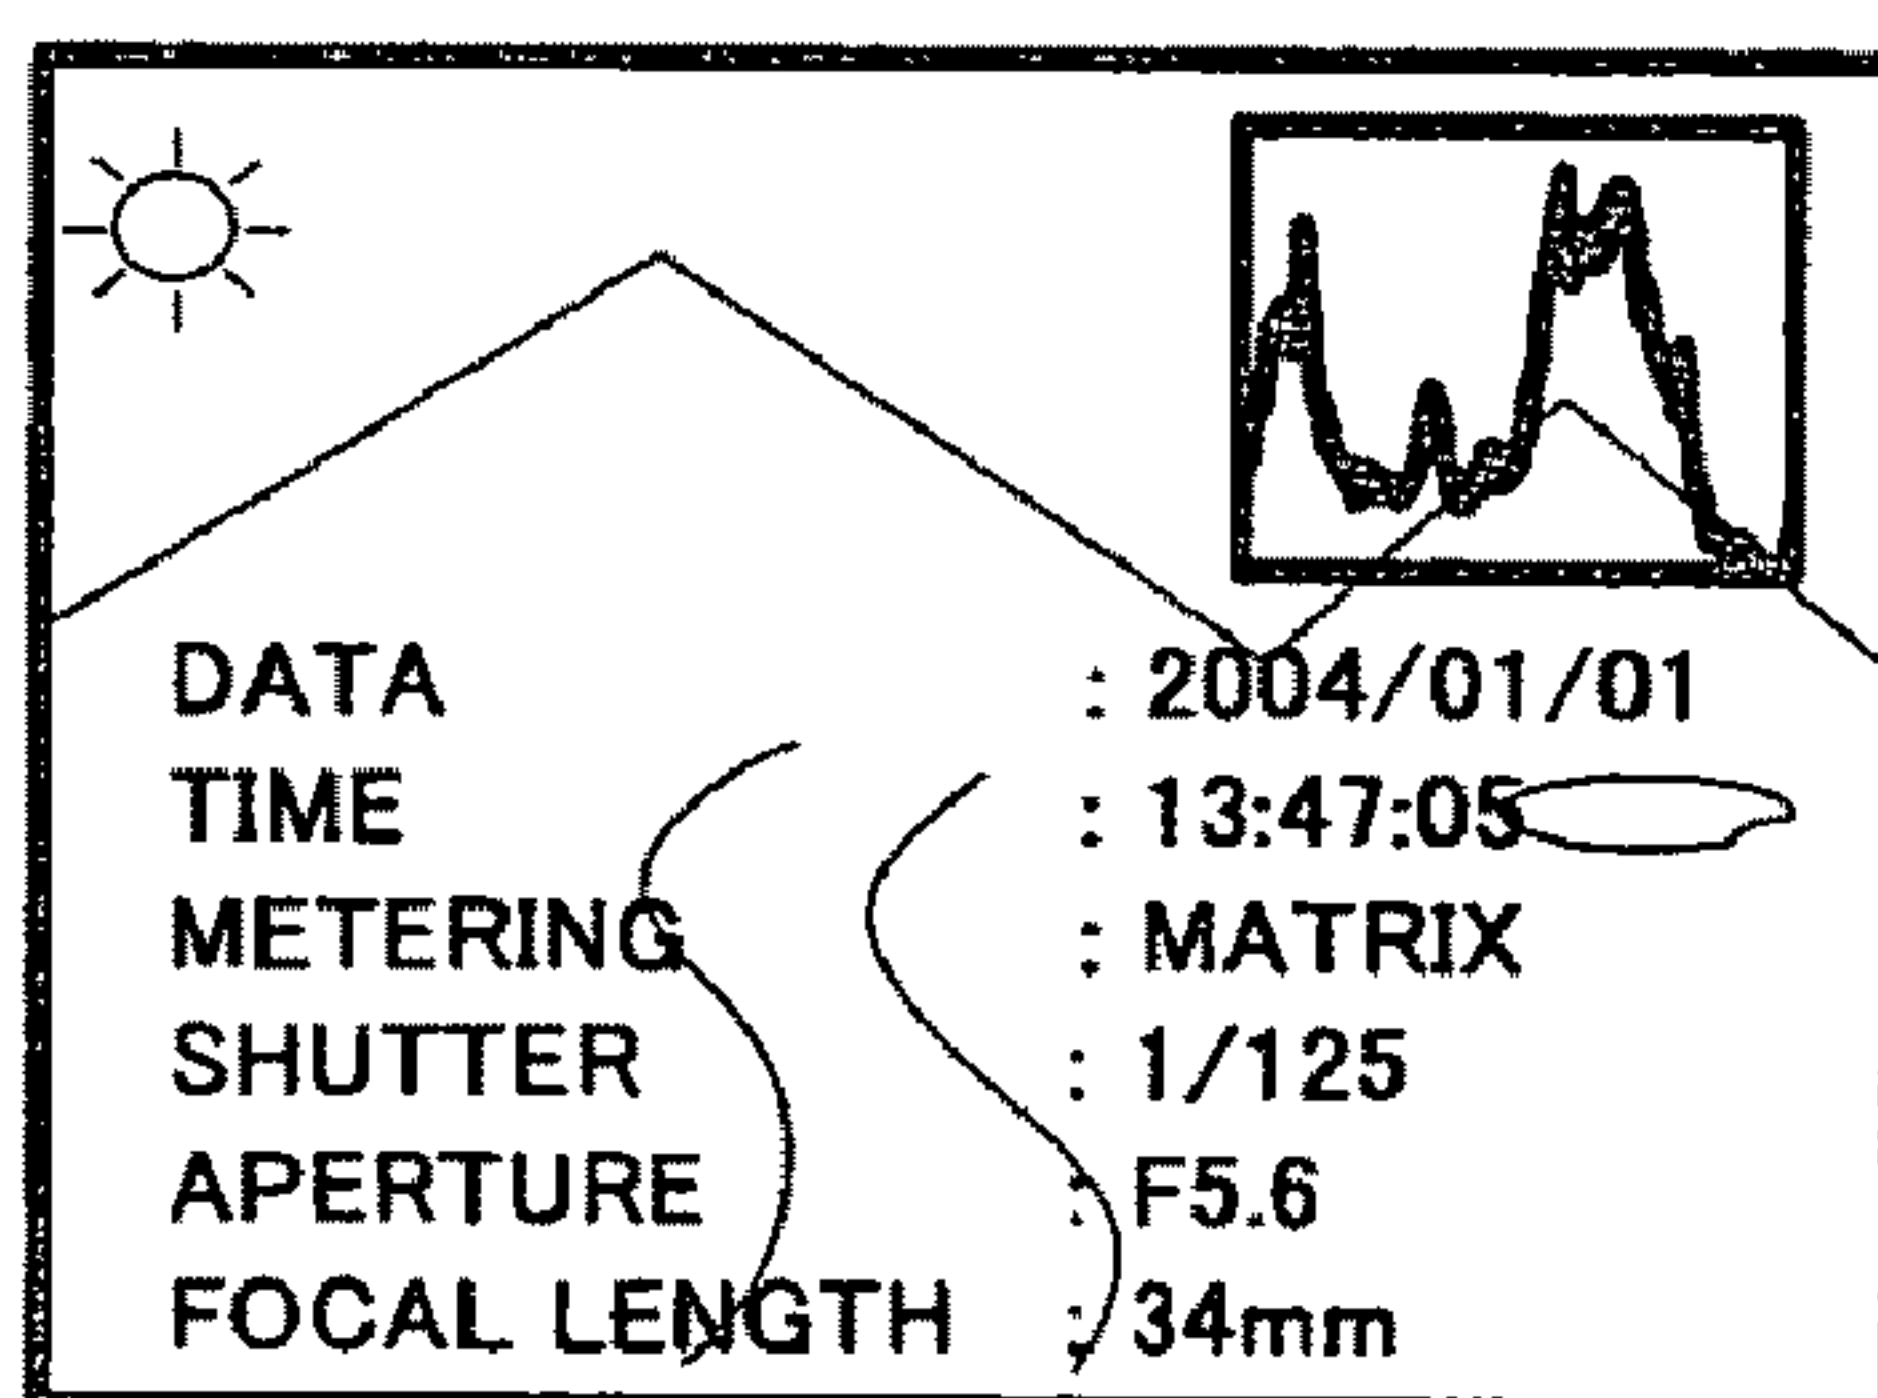 DATA : 2004/01/01
TIME : 13:47:05
METERING : MATRIX
SHUTTER : 1/125
APERTURE : F5.6
FOCAL LENGTH : 34mm